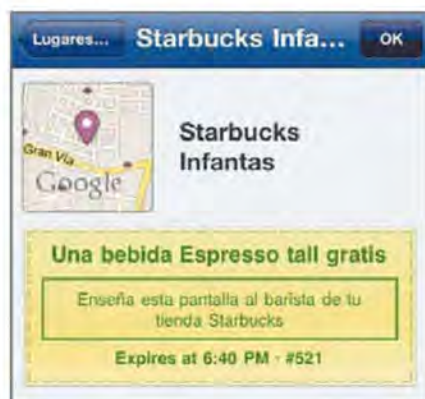 Lugares...
Starbucks Infa...
OK
Gran Vía
Google
Starbucks
Infantas
Una bebida Espresso tall gratis
Enseña esta pantalla al barista de tu
tienda Starbucks
Expires at 6:40 PM · #521